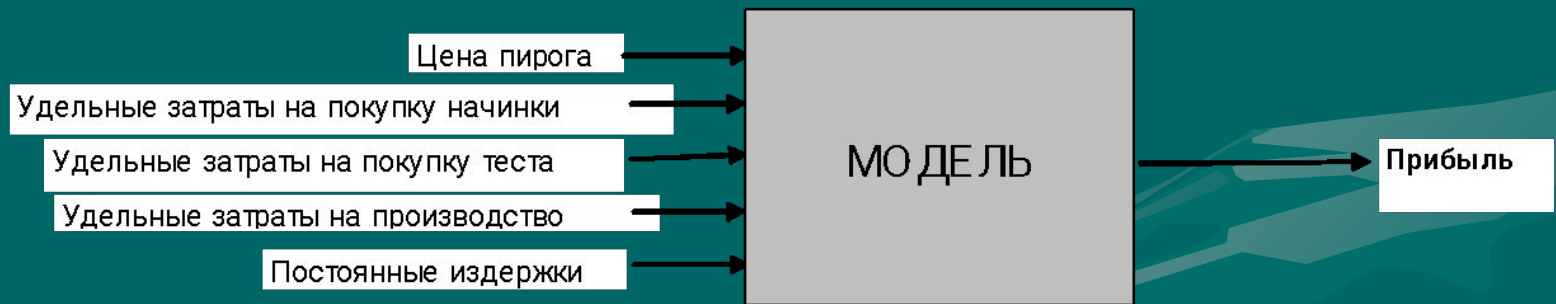 Цена пирога
Удельные затраты на покупку начинки
Удельные затраты на покупку теста
Удельные затраты на производство
Постоянные издержки
МОДЕЛЬ
Прибыль